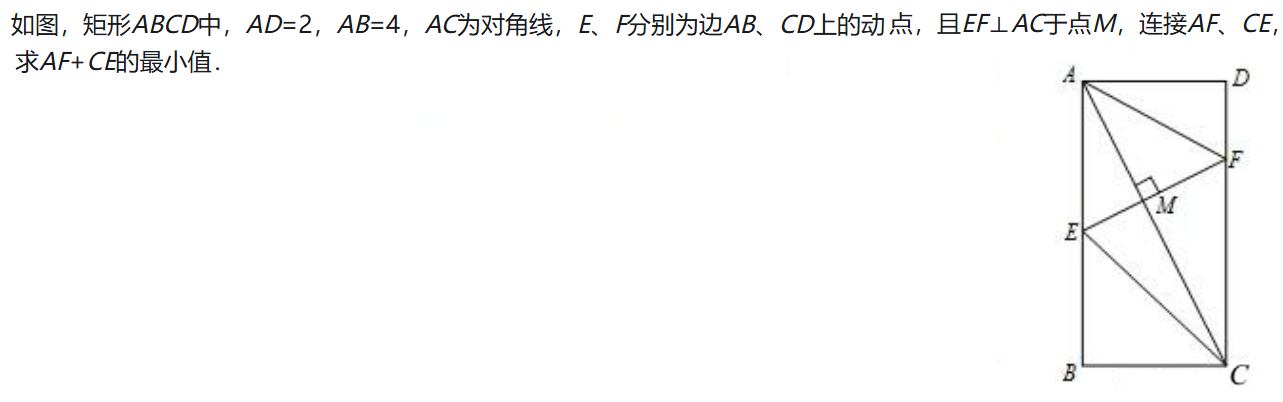 如图，矩形ABCD中，AD=2，AB=4，AC为对角线，E、F分别为边AB、CD上的动点，且EF⊥AC于点M，连接AF、CE，
求AF+CE的最小值．
A
D
F
M
E
B
C